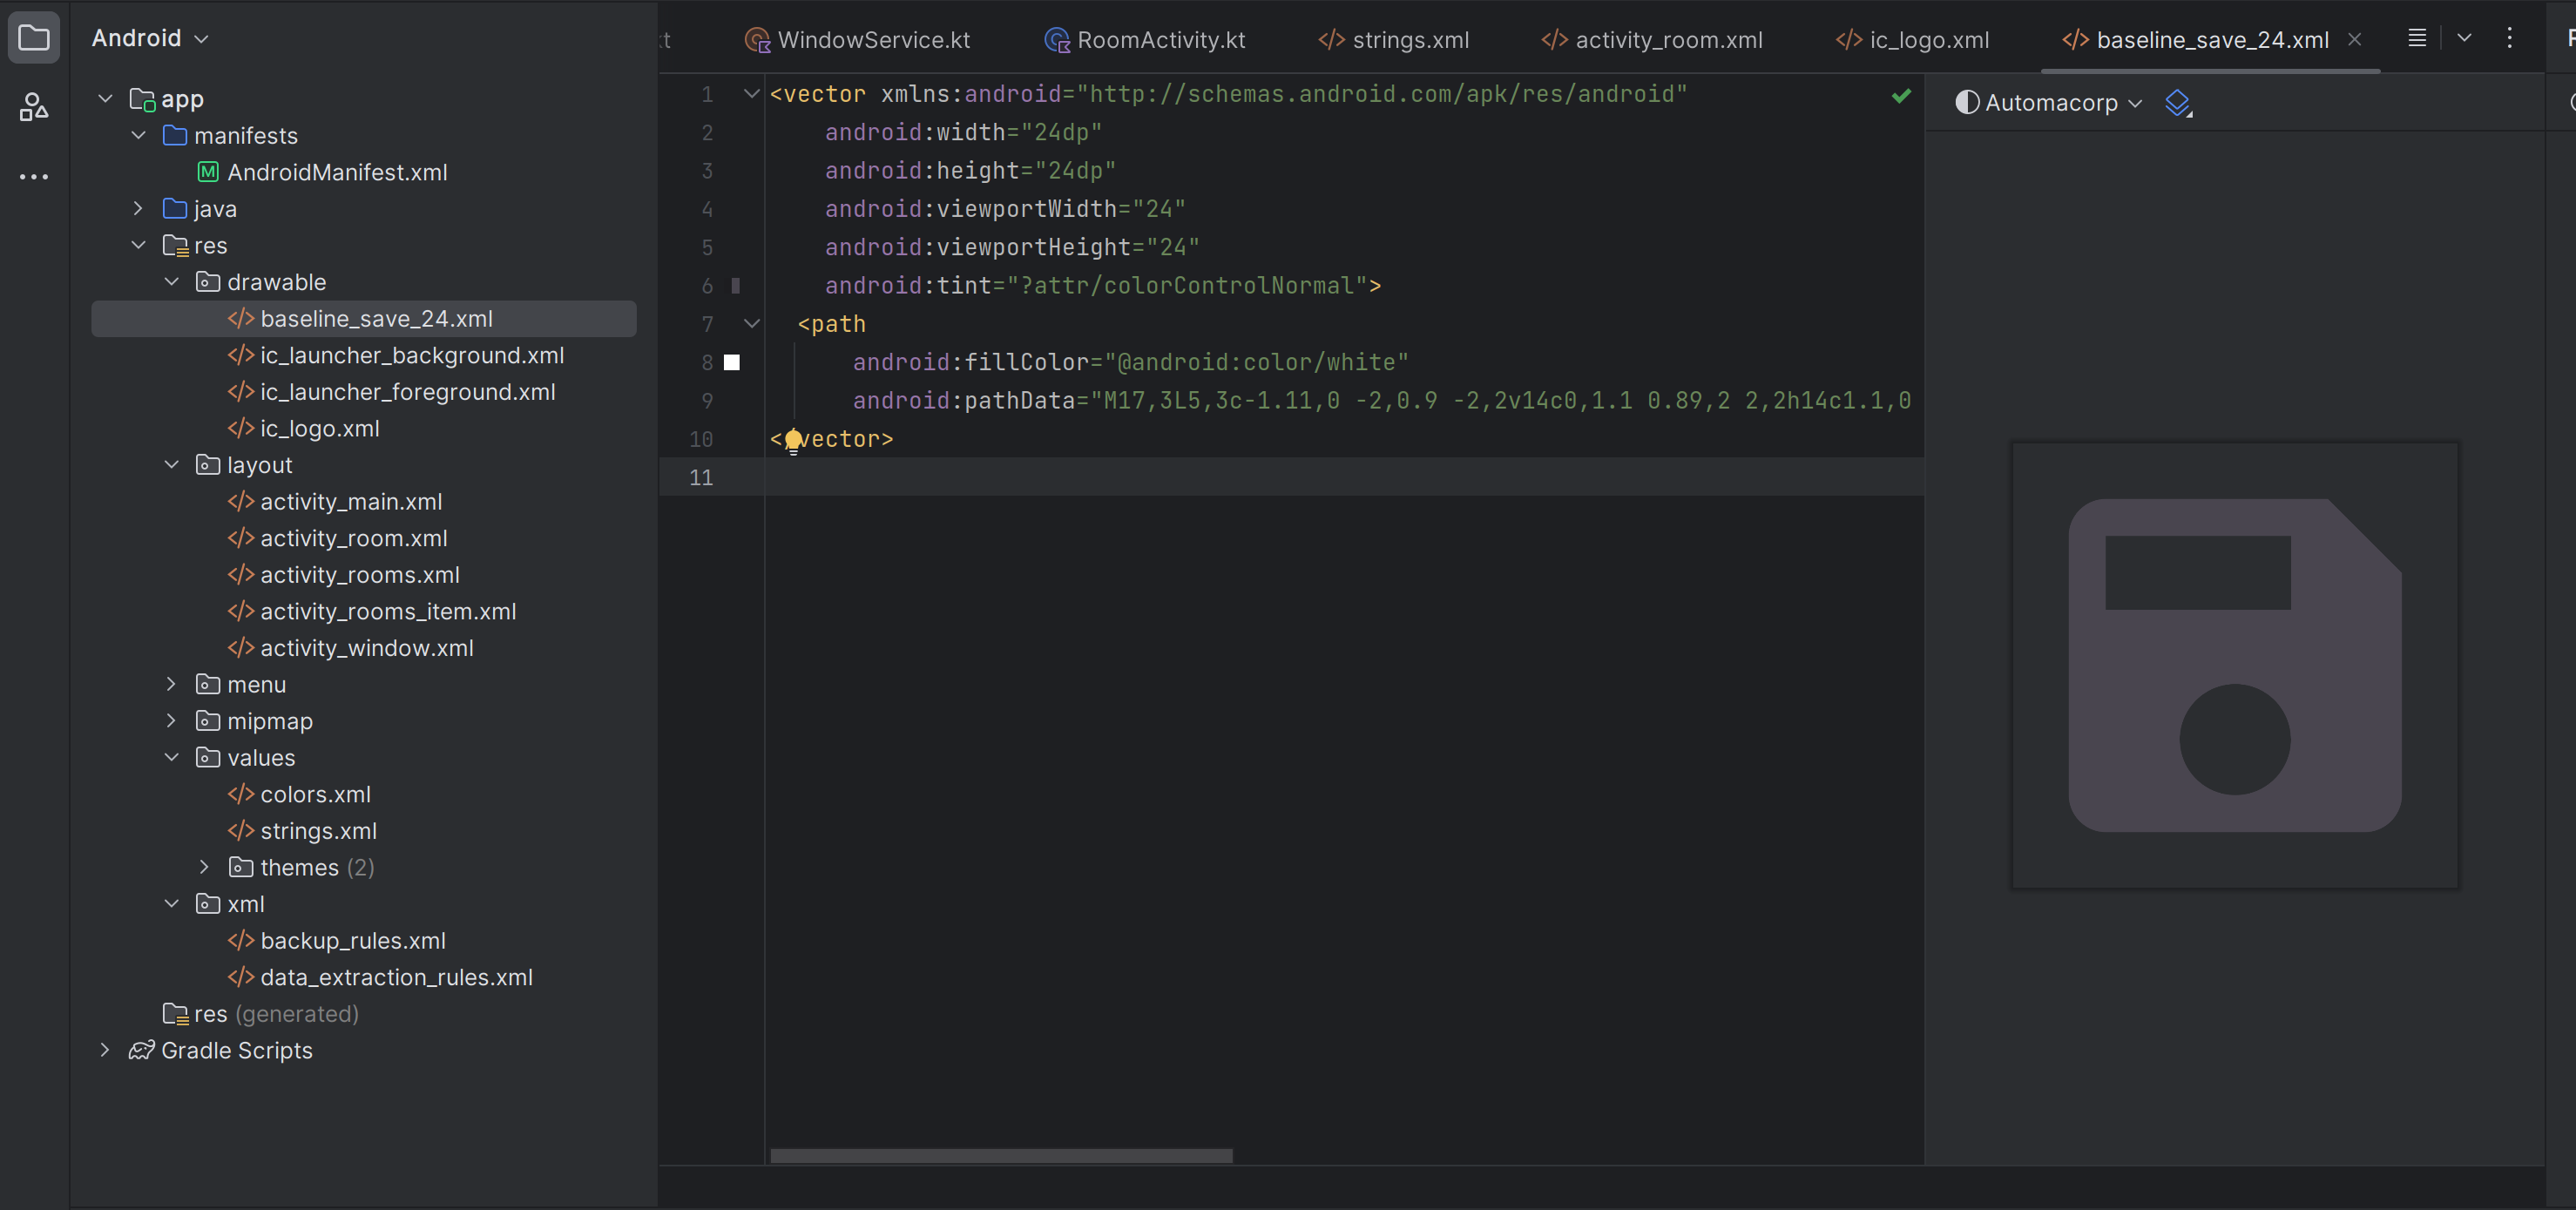 Android
app
manifests
AndroidManifest.xml
java
res
drawable
baseline_save_24.xml
ic_launcher_background.xml
ic_launcher_foreground.xml
ic_logo.xml
layout
activity_main.xml
activity_room.xml
activity_rooms.xml
activity_rooms_item.xml
activity_window.xml
menu
mipmap
values
colors.xml
strings.xml
themes (2)
xml
backup_rules.xml
data_extraction_rules.xml
res (generated)
Gradle Scripts
WindowService.kt RoomActivity.kt strings.xml activity_room.xml ic_logo.xml baseline_save_24.xml
1 <vector xmlns:android="http://schemas.android.com/apk/res/android"
2 android:width="24dp"
3 android:height="24dp"
4 android:viewportWidth="24"
5 android:viewportHeight="24"
6 android:tint="?attr/colorControlNormal">
7 <path
8 android:fillColor="@android:color/white"
9 android:pathData="M17,3L5,3c-1.11,0 -2,0.9 -2,2v14c0,1.1 0.89,2 2,2h14c1.1,0
10 </vector>
11
Automacorp